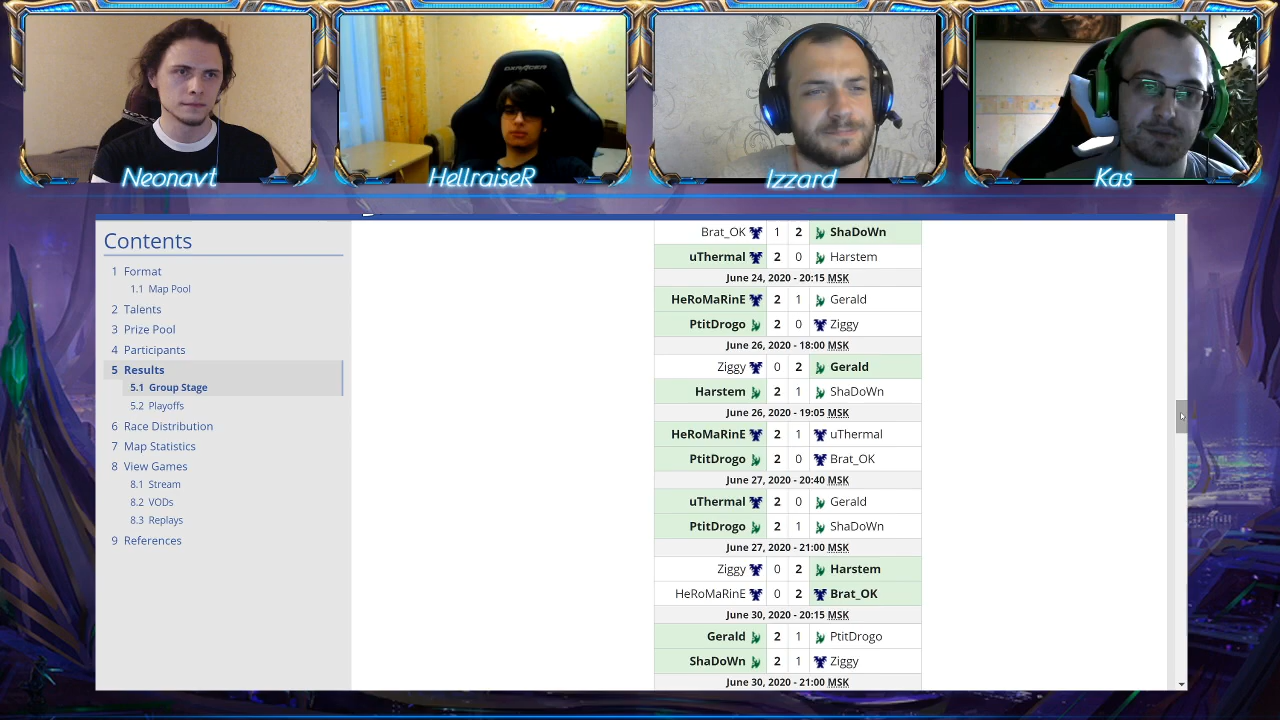 Neonavt
HellraiseR
Izzard
Kas
DXRACER
Contents
1 Format
1.1 Map Pool
2 Talents
3 Prize Pool
4 Participants
5 Results
5.1 Group Stage
5.2 Playoffs
6 Race Distribution
7 Map Statistics
8 View Games
8.1 Stream
8.2 VODs
8.3 Replays
9 References
Brat_OK 1 2 ShaDoWn
uThermal 2 0 Harstem
June 24, 2020 - 20:15 MSK
HeRoMaRinE 2 1 Gerald
PtitDrogo 2 0 Ziggy
June 26, 2020 - 18:00 MSK
Ziggy 0 2 Gerald
Harstem 2 1 ShaDoWn
June 26, 2020 - 19:05 MSK
HeRoMaRinE 2 1 uThermal
PtitDrogo 2 0 Brat_OK
June 27, 2020 - 20:40 MSK
uThermal 2 0 Gerald
PtitDrogo 2 1 ShaDoWn
June 27, 2020 - 21:00 MSK
Ziggy 0 2 Harstem
HeRoMaRinE 0 2 Brat_OK
June 30, 2020 - 20:15 MSK
Gerald 2 1 PtitDrogo
ShaDoWn 2 1 Ziggy
June 30, 2020 - 21:00 MSK